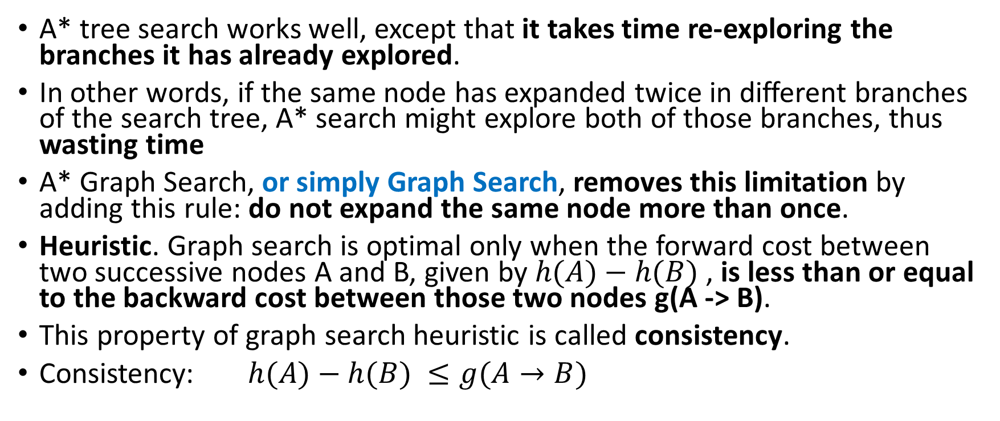 • A* tree search works well, except that it takes time re-exploring the
branches it has already explored.
• In other words, if the same node has expanded twice in different branches
of the search tree, A* search might explore both of those branches, thus
wasting time
• A* Graph Search, or simply Graph Search, removes this limitation by
adding this rule: do not expand the same node more than once.
• Heuristic. Graph search is optimal only when the forward cost between
two successive nodes A and B, given by ℎ(𝐴) − ℎ(𝐵) , is less than or equal
to the backward cost between those two nodes g(A -> B).
• This property of graph search heuristic is called consistency.
• Consistency: ℎ(𝐴) − ℎ(𝐵) ≤ 𝑔(𝐴 → 𝐵)